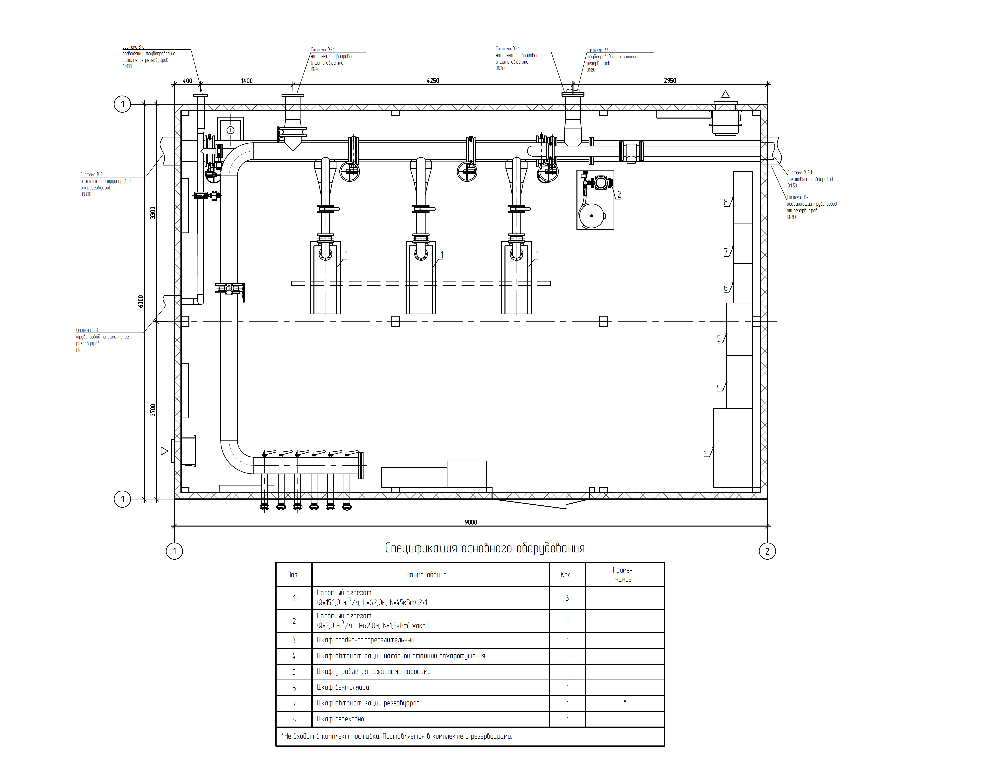 Система В 0
подводящий трубопровод на
заполнение резервуаров
DN100
Система В2.1
напорный трубопровод
в сеть объекта
DN200
Система В2.1
напорный трубопровод
в сеть объекта
DN200
Система В3
трубопровод на заполнение
резервуаров
DN80
400
1400
4250
2950
1
Система В 2
всасывающий трубопровод
от резервуаров
DN300
Система В 2.1
тестовый трубопровод
DN150
Система В2
всасывающий трубопровод
от резервуаров
DN300
2
8
3300
7
1
1
1
6
6000
Система В 3
трубопровод на заполнение
резервуаров
DN80
5
4
2700
3
1
9000
1
2
Спецификация основного оборудования
Поз. Наименование Кол. Приме-
чание
1 Насосный агрегат 3
(Q=156,0 м 3/ч; H=62,0м; N=45кВт) 2+1
2 Насосный агрегат 1
(Q=5,0 м 3/ч; H=62,0м; N=1,5кВт) жокей
3 Шкаф вводно-распределительный 1
4 Шкаф автоматизации насосной станции пожаротушения 1
5 Шкаф управления пожарными насосами 1
6 Шкаф вентиляции 1
7 Шкаф автоматизации резервуаров 1 *
8 Шкаф переходной 1
*Не входит в комплект поставки. Поставляется в комплекте с резервуарами.